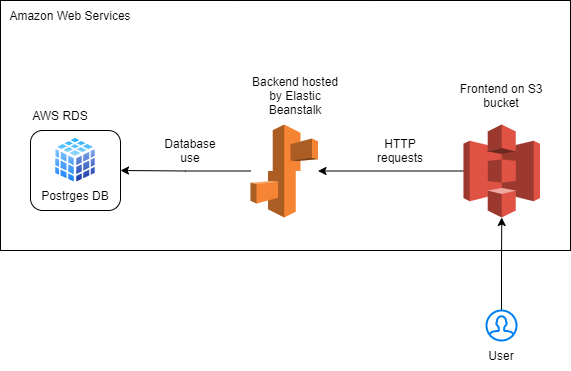 Amazon Web Services
Backend hosted
by Elastic
Beanstalk
Frontend on S3
bucket
AWS RDS
Database
use
HTTP
requests
Postrges DB
User